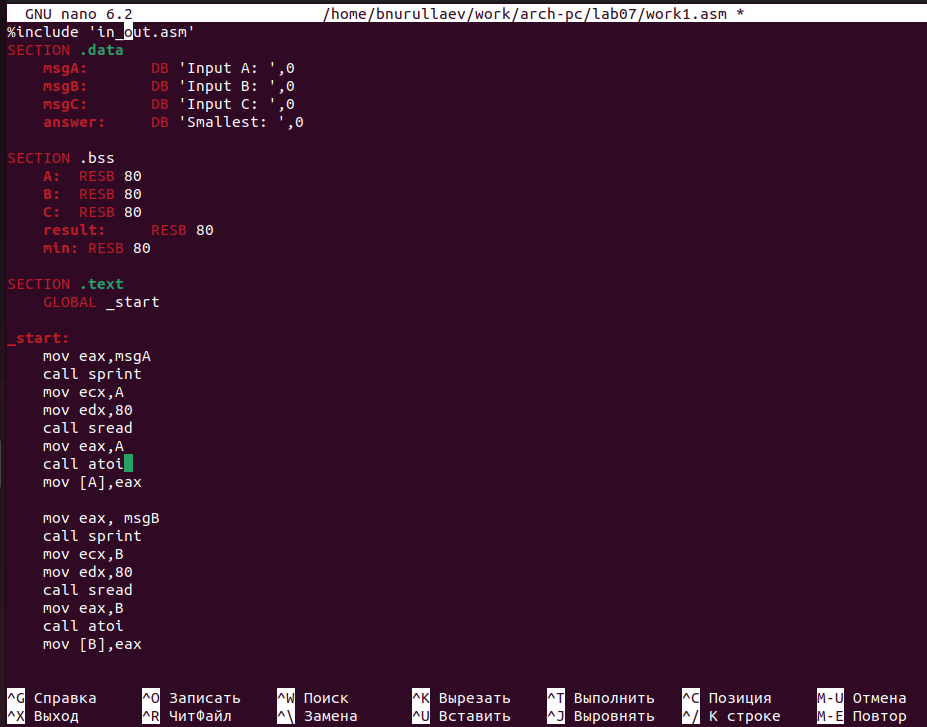 GNU nano 6.2 /home/bnurullaev/work/arch-pc/lab07/work1.asm *
%include 'in_out.asm'
SECTION .data
msgA: DB 'Input A: ',0
msgB: DB 'Input B: ',0
msgC: DB 'Input C: ',0
answer: DB 'Smallest: ',0
SECTION .bss
A: RESB 80
B: RESB 80
C: RESB 80
result: RESB 80
min: RESB 80
SECTION .text
GLOBAL _start
_start:
mov eax,msgA
call sprint
mov ecx,A
mov edx,80
call sread
mov eax,A
call atoi
mov [A],eax
mov eax, msgB
call sprint
mov ecx,B
mov edx,80
call sread
mov eax,B
call atoi
mov [B],eax
^G Справка ^O Записать ^W Поиск ^K Вырезать ^T Выполнить ^C Позиция M-U Отмена
^X Выход ^R ЧитФайл ^\ Замена ^U Вставить ^J Выровнять ^/ К строке M-E Повтор